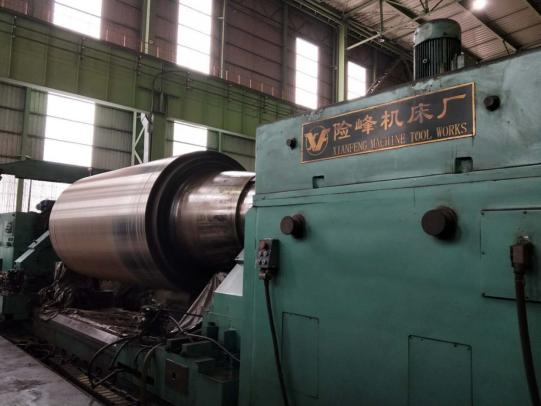 险峰机床厂
XIANFENG MACHINE TOOL WORKS